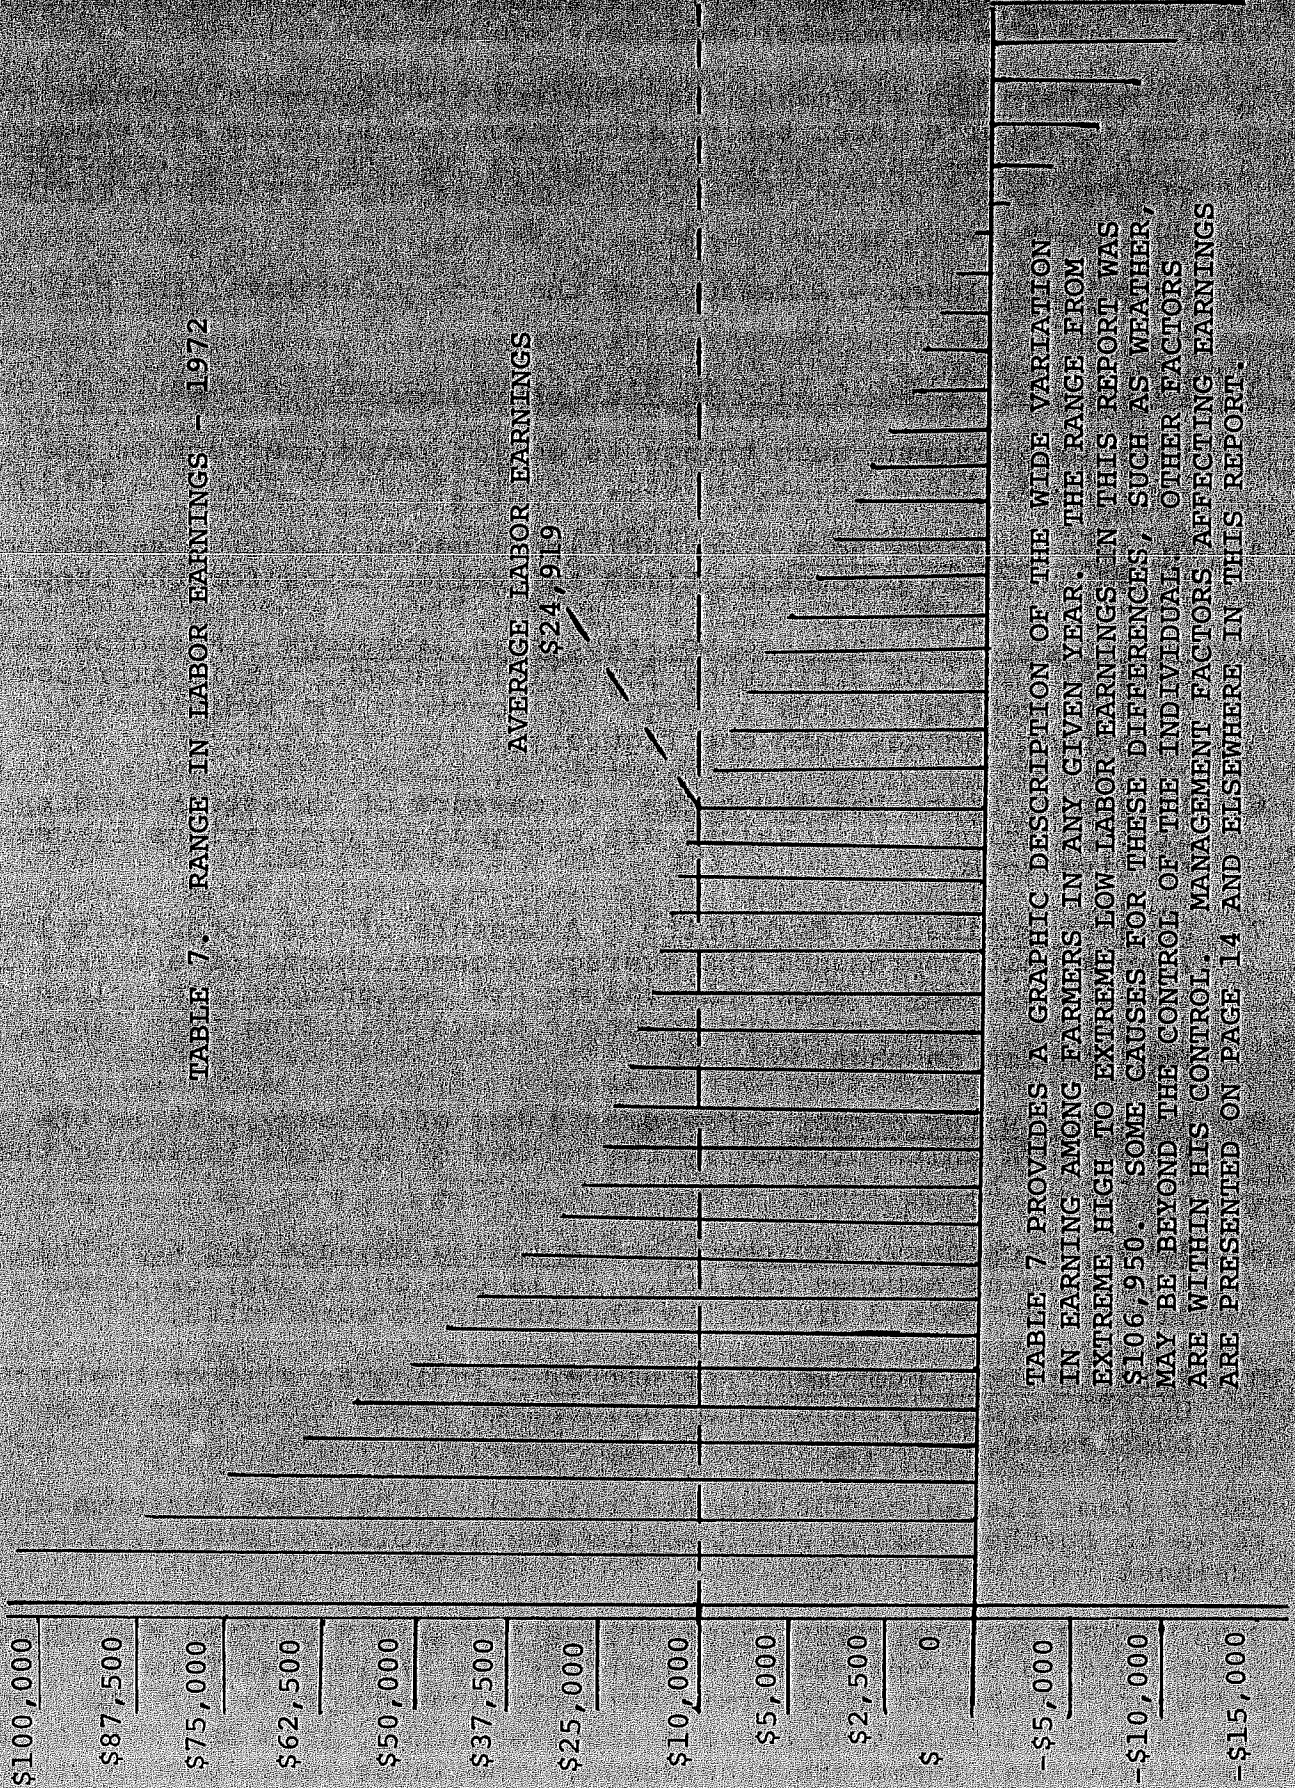 TABLE 7. RANGE IN LABOR EARNINGS - 1972
AVERAGE LABOR EARNINGS
$24,919
$100,000
$87,500
$75,000
$62,500
$50,000
$37,500
$25,000
$10,000
$5,000
$2,500
$ 0
-$5,000
-$10,000
-$15,000
TABLE 7 PROVIDES A GRAPHIC DESCRIPTION OF THE WIDE VARIATION
IN EARNING AMONG FARMERS IN ANY GIVEN YEAR. THE RANGE FROM
EXTREME HIGH TO EXTREME LOW LABOR EARNINGS IN THIS REPORT WAS
$106,950. SOME CAUSES FOR THESE DIFFERENCES, SUCH AS WEATHER,
MAY BE BEYOND THE CONTROL OF THE INDIVIDUAL. OTHER FACTORS
ARE WITHIN HIS CONTROL. MANAGEMENT FACTORS AFFECTING EARNINGS
ARE PRESENTED ON PAGE 14 AND ELSEWHERE IN THIS REPORT.